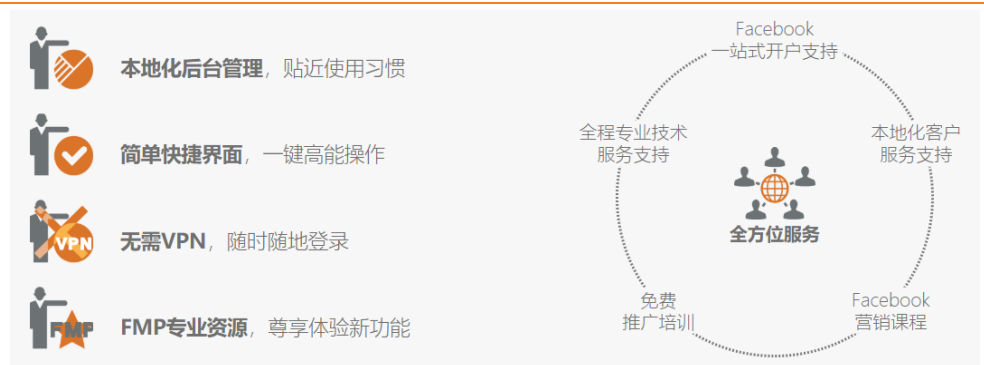 本地化后台管理，贴近使用习惯
简单快捷界面，一键高能操作
VPN
无需VPN，随时随地登录
FMP
FMP专业资源，尊享体验新功能
Facebook
一站式开户支持
全程专业技术
服务支持
本地化客户
服务支持
全方位服务
免费
推广培训
Facebook
营销课程